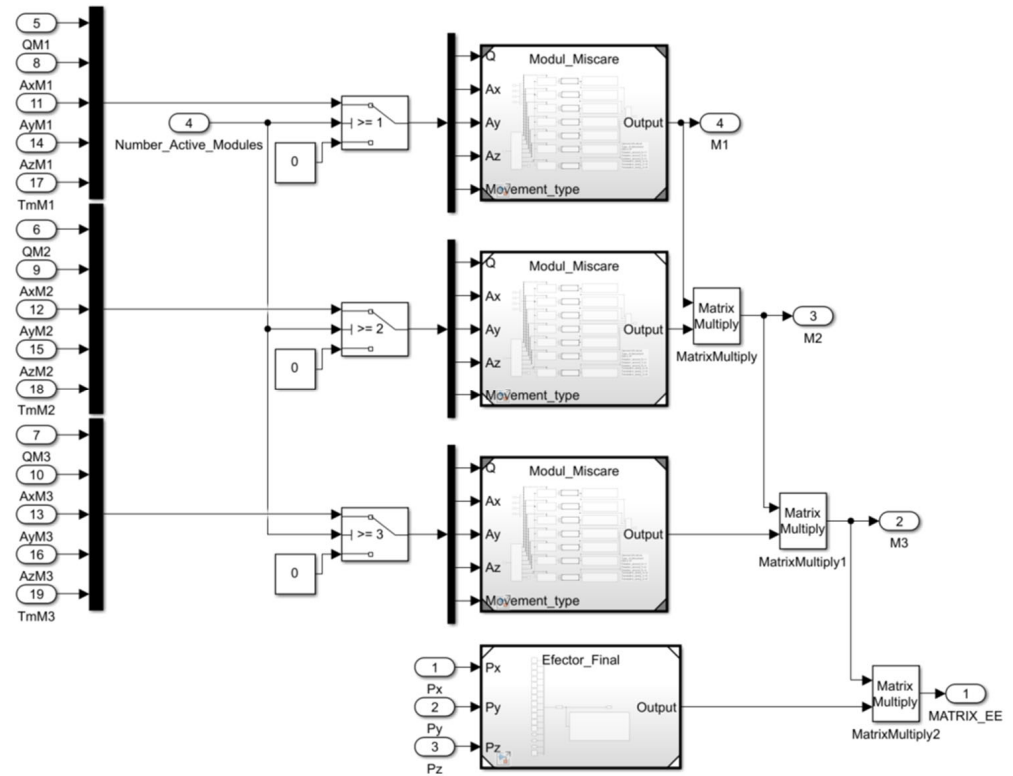 5
QM1
8
AxM1
11
AyM1
14
AzM1
17
TmM1
6
QM2
9
AxM2
12
AyM2
15
AzM2
18
TmM2
7
QM3
10
AxM3
13
AyM3
16
AzM3
19
TmM3
4
Number_Active_Modules
>= 1
0
>= 2
0
>= 3
0
Modul_Miscare
Q
Ax
Ay
Az
Movement_type
Output
4
M1
Modul_Miscare
Q
Ax
Ay
Az
Movement_type
Output
Matrix
Multiply
MatrixMultiply
3
M2
Modul_Miscare
Q
Ax
Ay
Az
Movement_type
Output
Matrix
Multiply
MatrixMultiply1
2
M3
1
Px
2
Py
3
Pz
Efector_Final
Px
Py
Pz
Output
Matrix
Multiply
MatrixMultiply2
1
MATRIX_EE